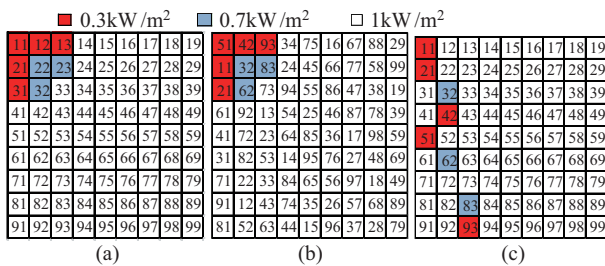 0.3kW/m² 0.7kW/m² 1kW/m²
11 12 13 14 15 16 17 18 19
21 22 23 24 25 26 27 28 29
31 32 33 34 35 36 37 38 39
41 42 43 44 45 46 47 48 49
51 52 53 54 55 56 57 58 59
61 62 63 64 65 66 67 68 69
71 72 73 74 75 76 77 78 79
81 82 83 84 85 86 87 88 89
91 92 93 94 95 96 97 98 99
(a)
51 42 93 34 75 16 67 88 29
11 32 83 24 45 66 77 58 99
21 62 73 94 55 86 47 38 19
61 92 13 54 25 46 87 78 39
41 72 23 64 85 36 17 98 59
31 82 53 14 95 76 27 48 69
71 22 33 84 65 56 97 18 49
91 12 43 74 35 26 57 68 89
81 52 63 44 15 96 37 28 79
(b)
11 12 13 14 15 16 17 18 19
21 22 23 24 25 26 27 28 29
31 32 33 34 35 36 37 38 39
41 42 43 44 45 46 47 48 49
51 52 53 54 55 56 57 58 59
61 62 63 64 65 66 67 68 69
71 72 73 74 75 76 77 78 79
81 82 83 84 85 86 87 88 89
91 92 93 94 95 96 97 98 99
(c)